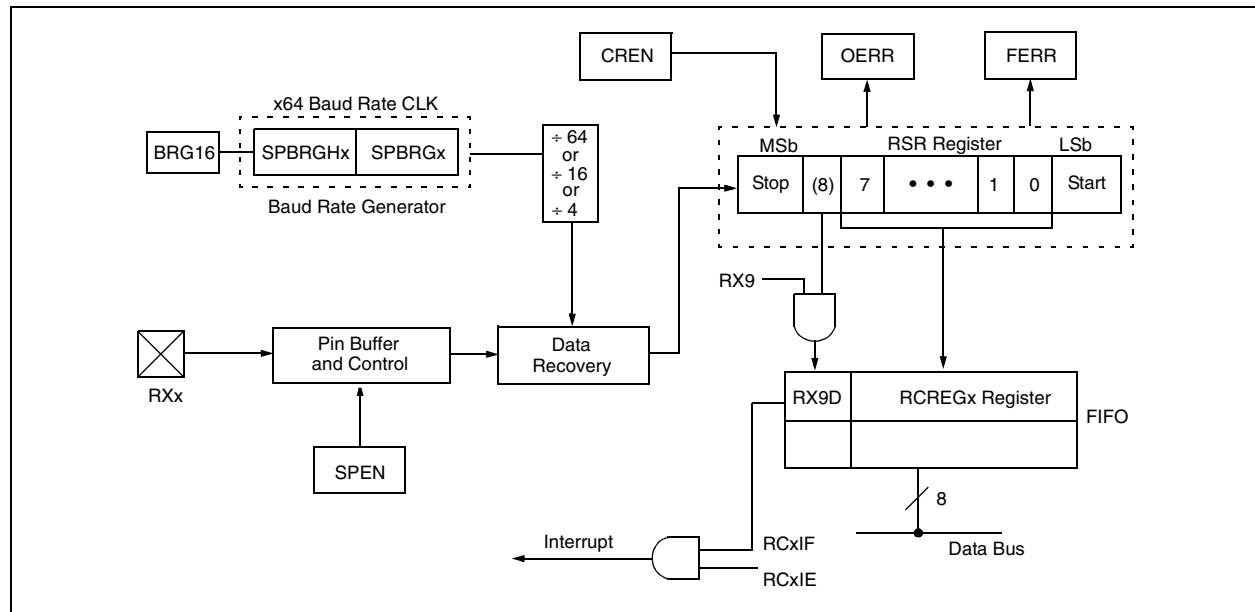 CREN
OERR
FERR
x64 Baud Rate CLK
BRG16
SPBRGHx
SPBRGx
Baud Rate Generator
÷ 64
or
÷ 16
or
÷ 4
MSb
RSR Register
LSb
Stop
(8)
7
• • •
1
0
Start
RX9
RXx
Pin Buffer
and Control
Data
Recovery
SPEN
RX9D
RCREGx Register
FIFO
8
Data Bus
Interrupt
RCxIF
RCxIE